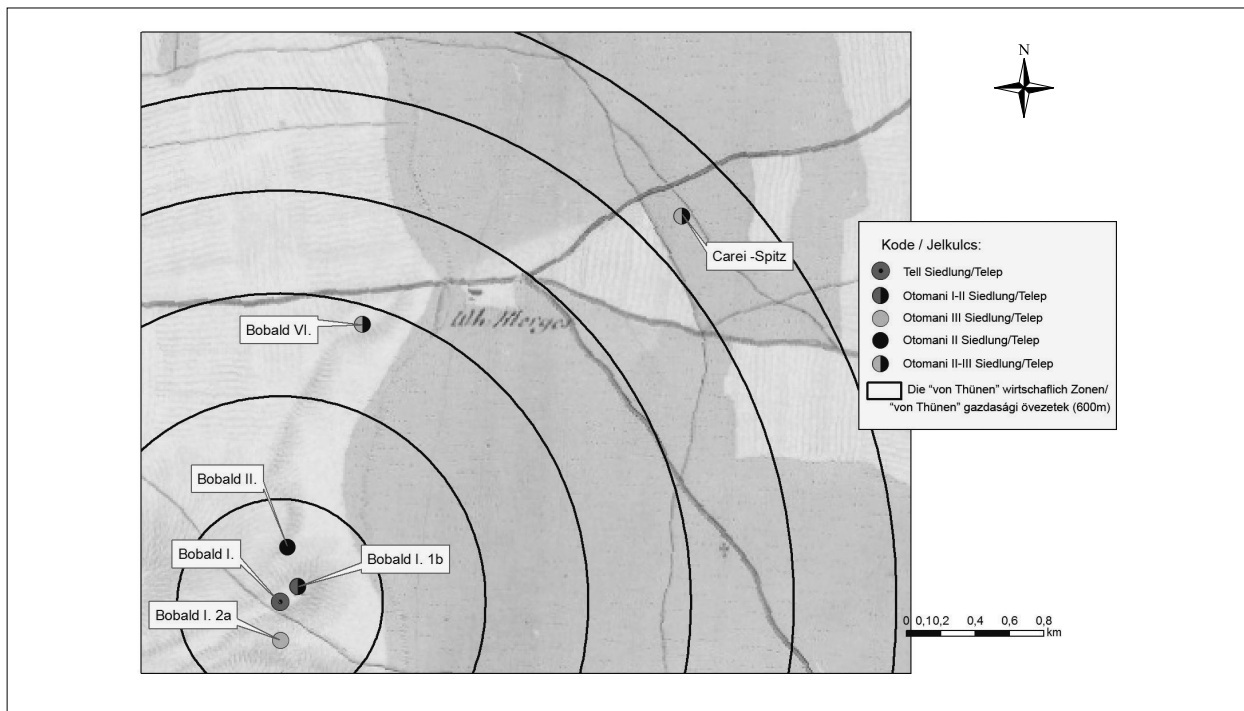 N
Carei -Spitz
Bobald VI.
Bobald II.
Bobald I.
Bobald I. 1b
Bobald I. 2a
Kode / Jelkulcs:
Tell Siedlung/Telep
Otomani I-II Siedlung/Telep
Otomani III Siedlung/Telep
Otomani II Siedlung/Telep
Otomani II-III Siedlung/Telep
Die “von Thünen” wirtschaflich Zonen/
“von Thünen” gazdasági övezetek (600m)
0 0,10,2 0,4 0,6 0,8
km